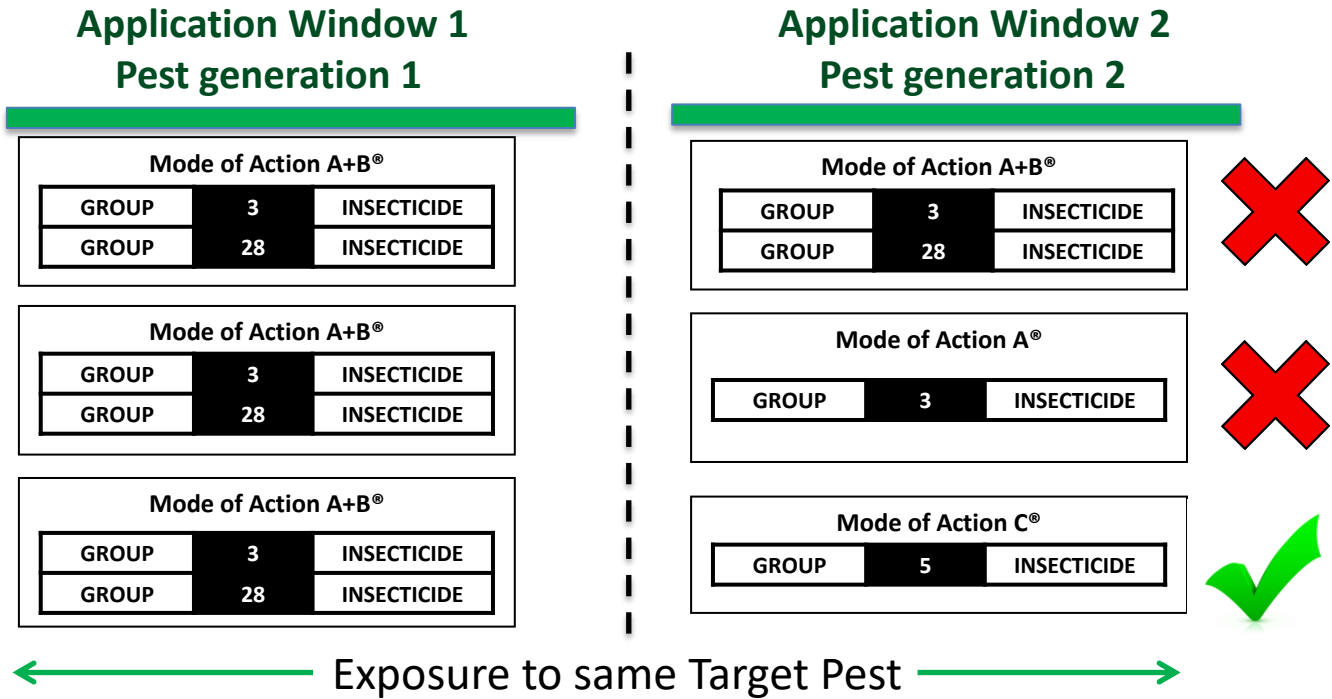 Application Window 1
Pest generation 1
Mode of Action A+B®
GROUP 3 INSECTICIDE
GROUP 28 INSECTICIDE
Mode of Action A+B®
GROUP 3 INSECTICIDE
GROUP 28 INSECTICIDE
Mode of Action A+B®
GROUP 3 INSECTICIDE
GROUP 28 INSECTICIDE
Application Window 2
Pest generation 2
Mode of Action A+B®
GROUP 3 INSECTICIDE
GROUP 28 INSECTICIDE
Mode of Action A®
GROUP 3 INSECTICIDE
Mode of Action C®
GROUP 5 INSECTICIDE
Exposure to same Target Pest